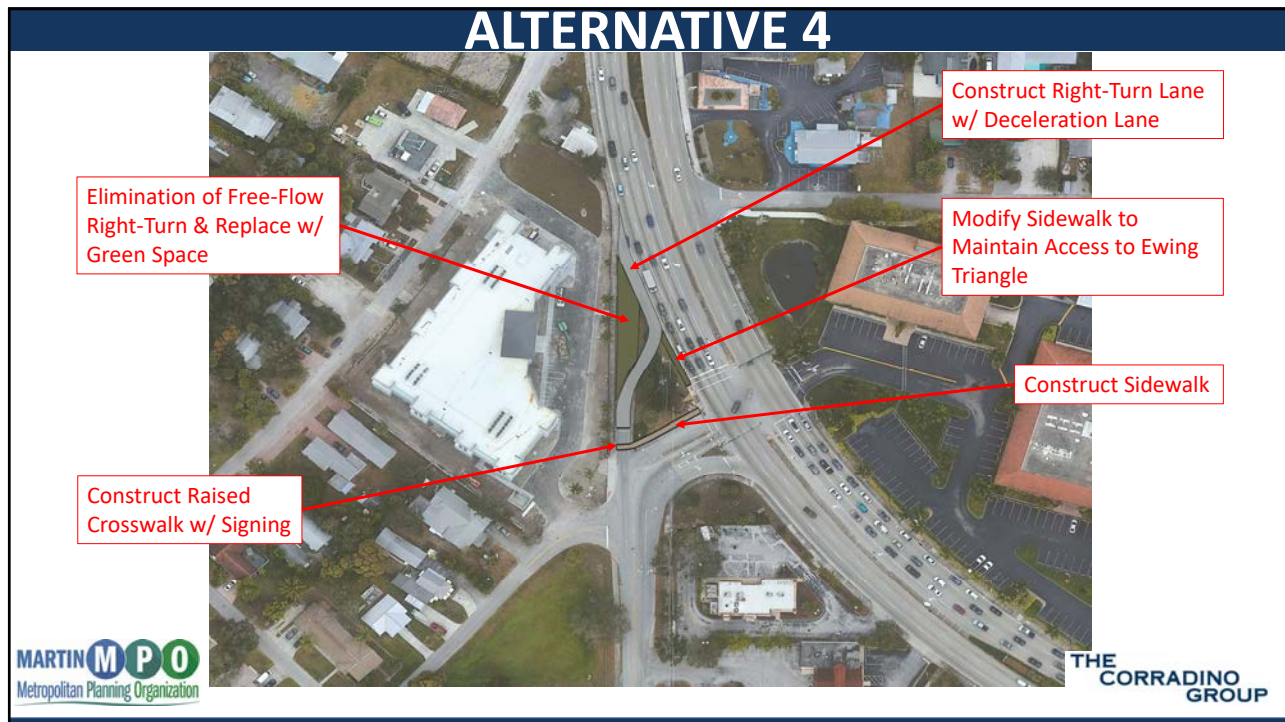 ALTERNATIVE 4
Construct Right-Turn Lane
w/ Deceleration Lane
Elimination of Free-Flow
Right-Turn & Replace w/
Green Space
Modify Sidewalk to
Maintain Access to Ewing
Triangle
Construct Sidewalk
Construct Raised
Crosswalk w/ Signing
MARTIN MPO
Metropolitan Planning Organization
THE
CORRADINO
GROUP